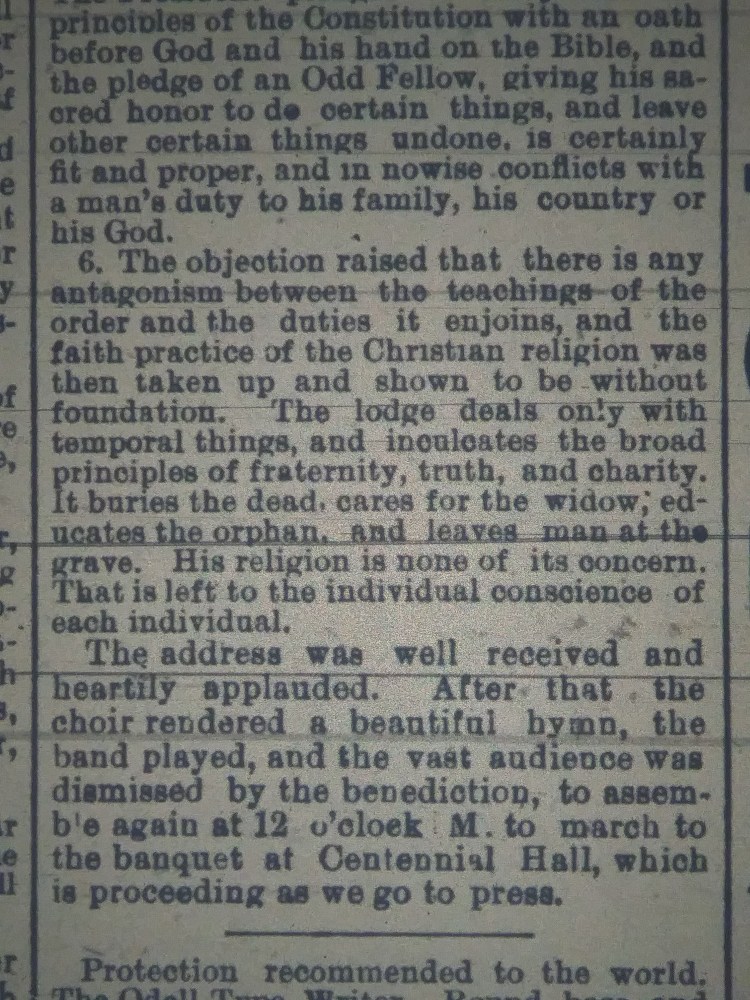 principles of the Constitution with an oath
before God and his hand on the Bible, and
the pledge of an Odd Fellow, giving his sa-
cred honor to do certain things, and leave
other certain things undone, is certainly
fit and proper, and in nowise conflicts with
a man's duty to his family, his country or
his God.
6. The objection raised that there is any
antagonism between the teachings of the
order and the duties it enjoins, and the
faith practice of the Christian religion was
then taken up and shown to be without
foundation. The lodge deals only with
temporal things, and inculcates the broad
principles of fraternity, truth, and charity.
It buries the dead, cares for the widow, ed-
ucates the orphan, and leaves man at the
grave. His religion is none of its concern.
That is left to the individual conscience of
each individual.
The address was well received and
heartily applauded. After that the
choir rendered a beautiful hymn, the
band played, and the vast audience was
dismissed by the benediction, to assem-
ble again at 12 o'clock M. to march to
the banquet at Centennial Hall, which
is proceeding as we go to press.
Protection recommended to the world.
The Odell Type Writer.